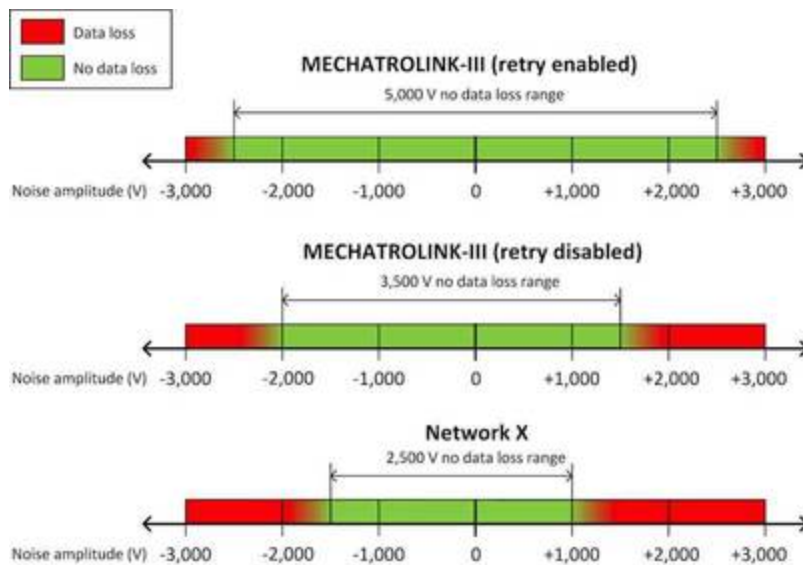 Data loss
No data loss
MECHATROLINK-III (retry enabled)
5,000 V no data loss range
Noise amplitude (V) -3,000 -2,000 -1,000 0 +1,000 +2,000 +3,000
MECHATROLINK-III (retry disabled)
3,500 V no data loss range
Noise amplitude (V) -3,000 -2,000 -1,000 0 +1,000 +2,000 +3,000
Network X
2,500 V no data loss range
Noise amplitude (V) -3,000 -2,000 -1,000 0 +1,000 +2,000 +3,000